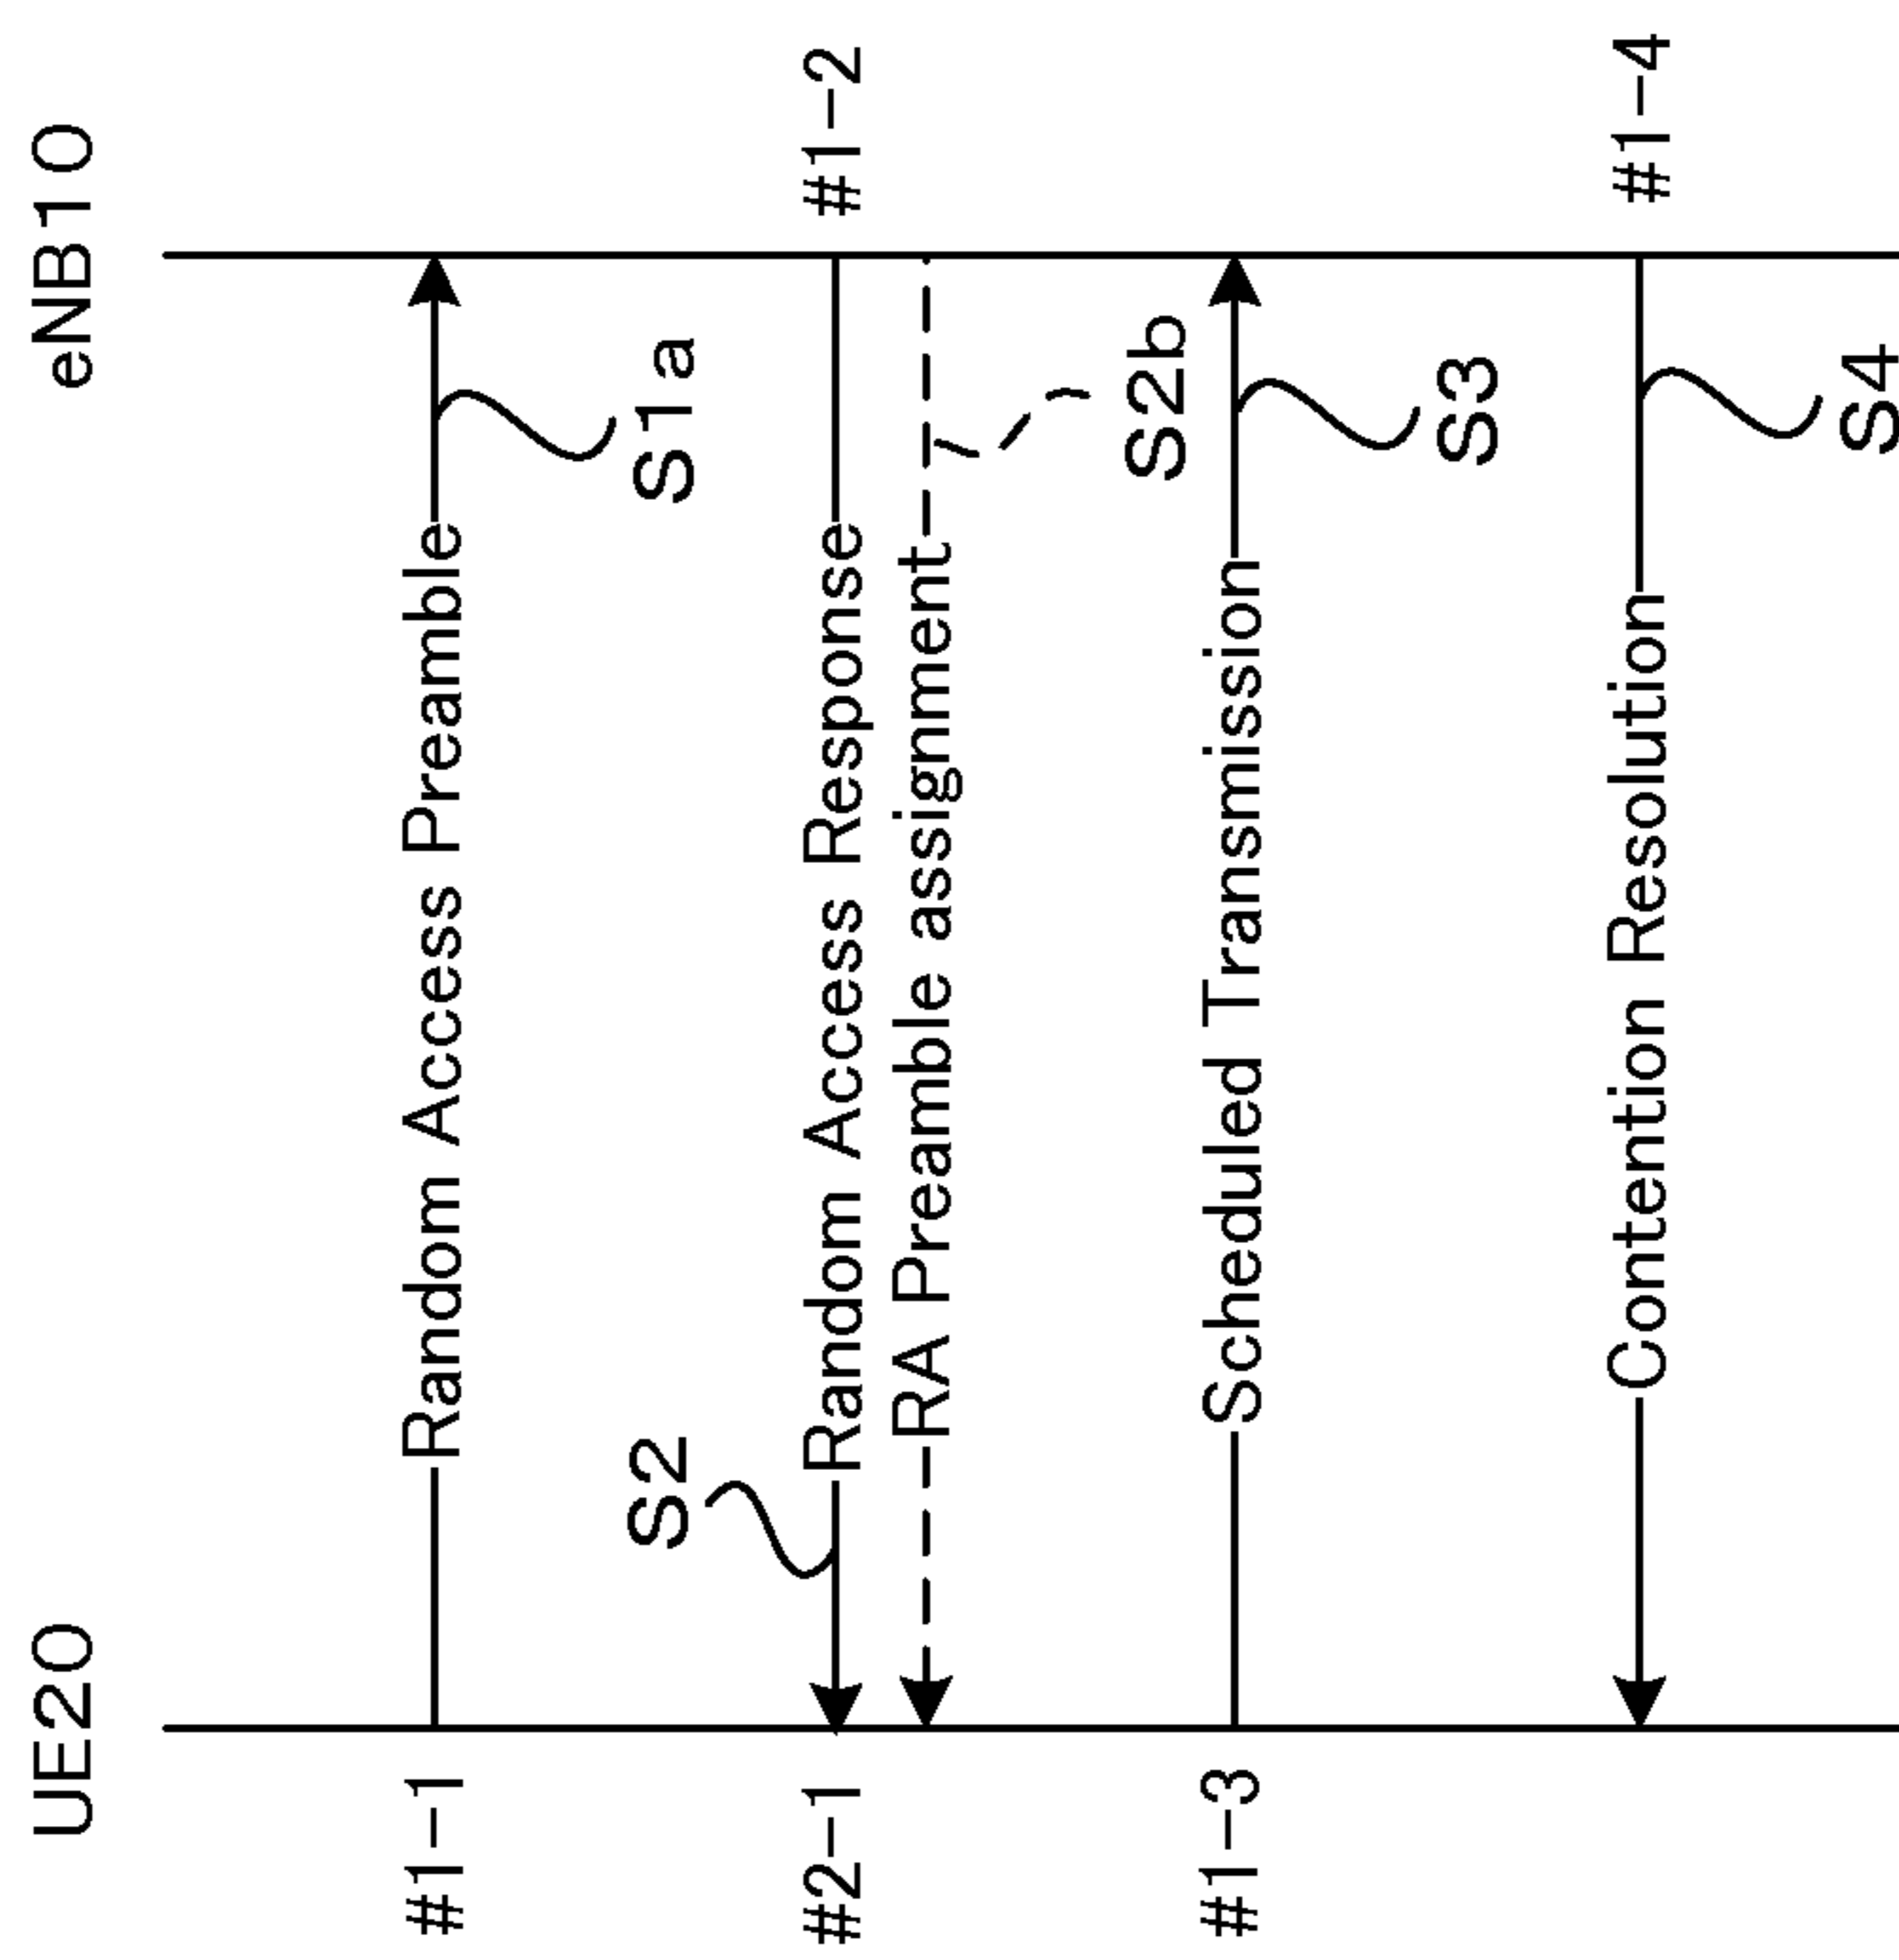 UE20
eNB10
#1-1
Random Access Preamble
S1a
S2
#2-1
Random Access Response
#1-2
RA Preamble assignment
S2b
#1-3
Scheduled Transmission
S3
Contention Resolution
#1-4
S4